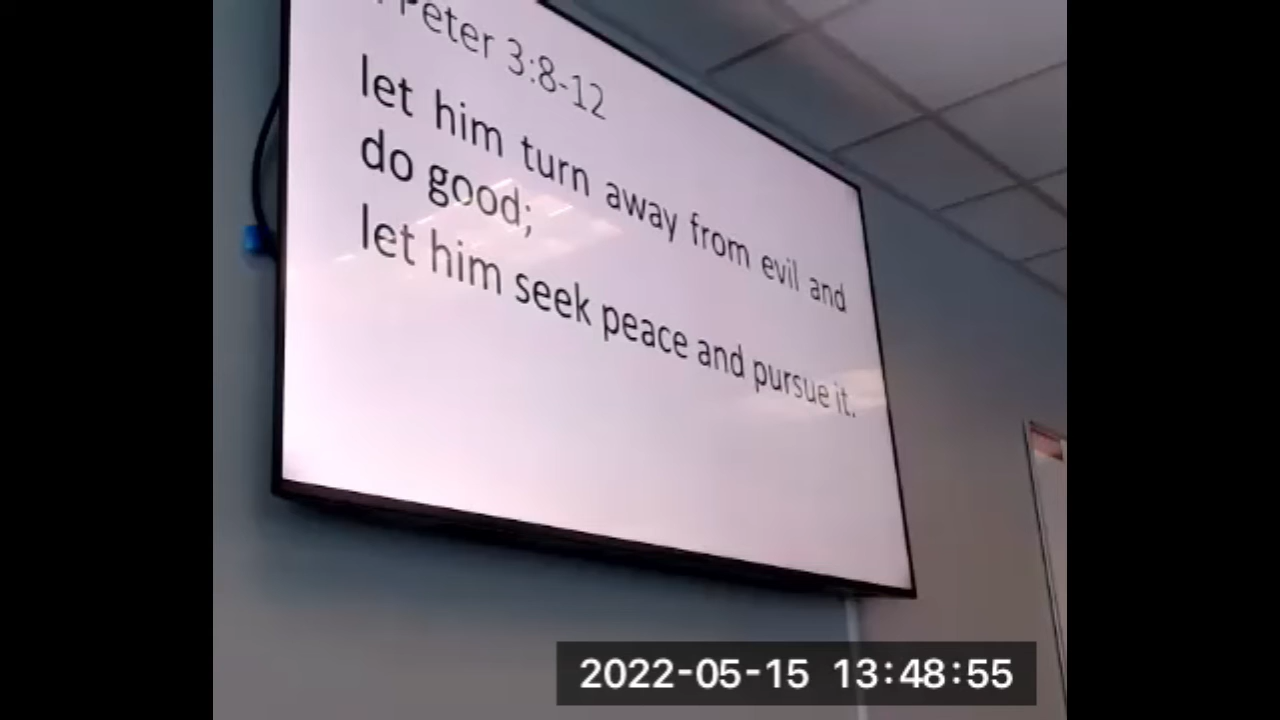 Peter 3:8-12
let him turn away from evil and
do good;
let him seek peace and pursue it.
2022-05-15 13:48:55